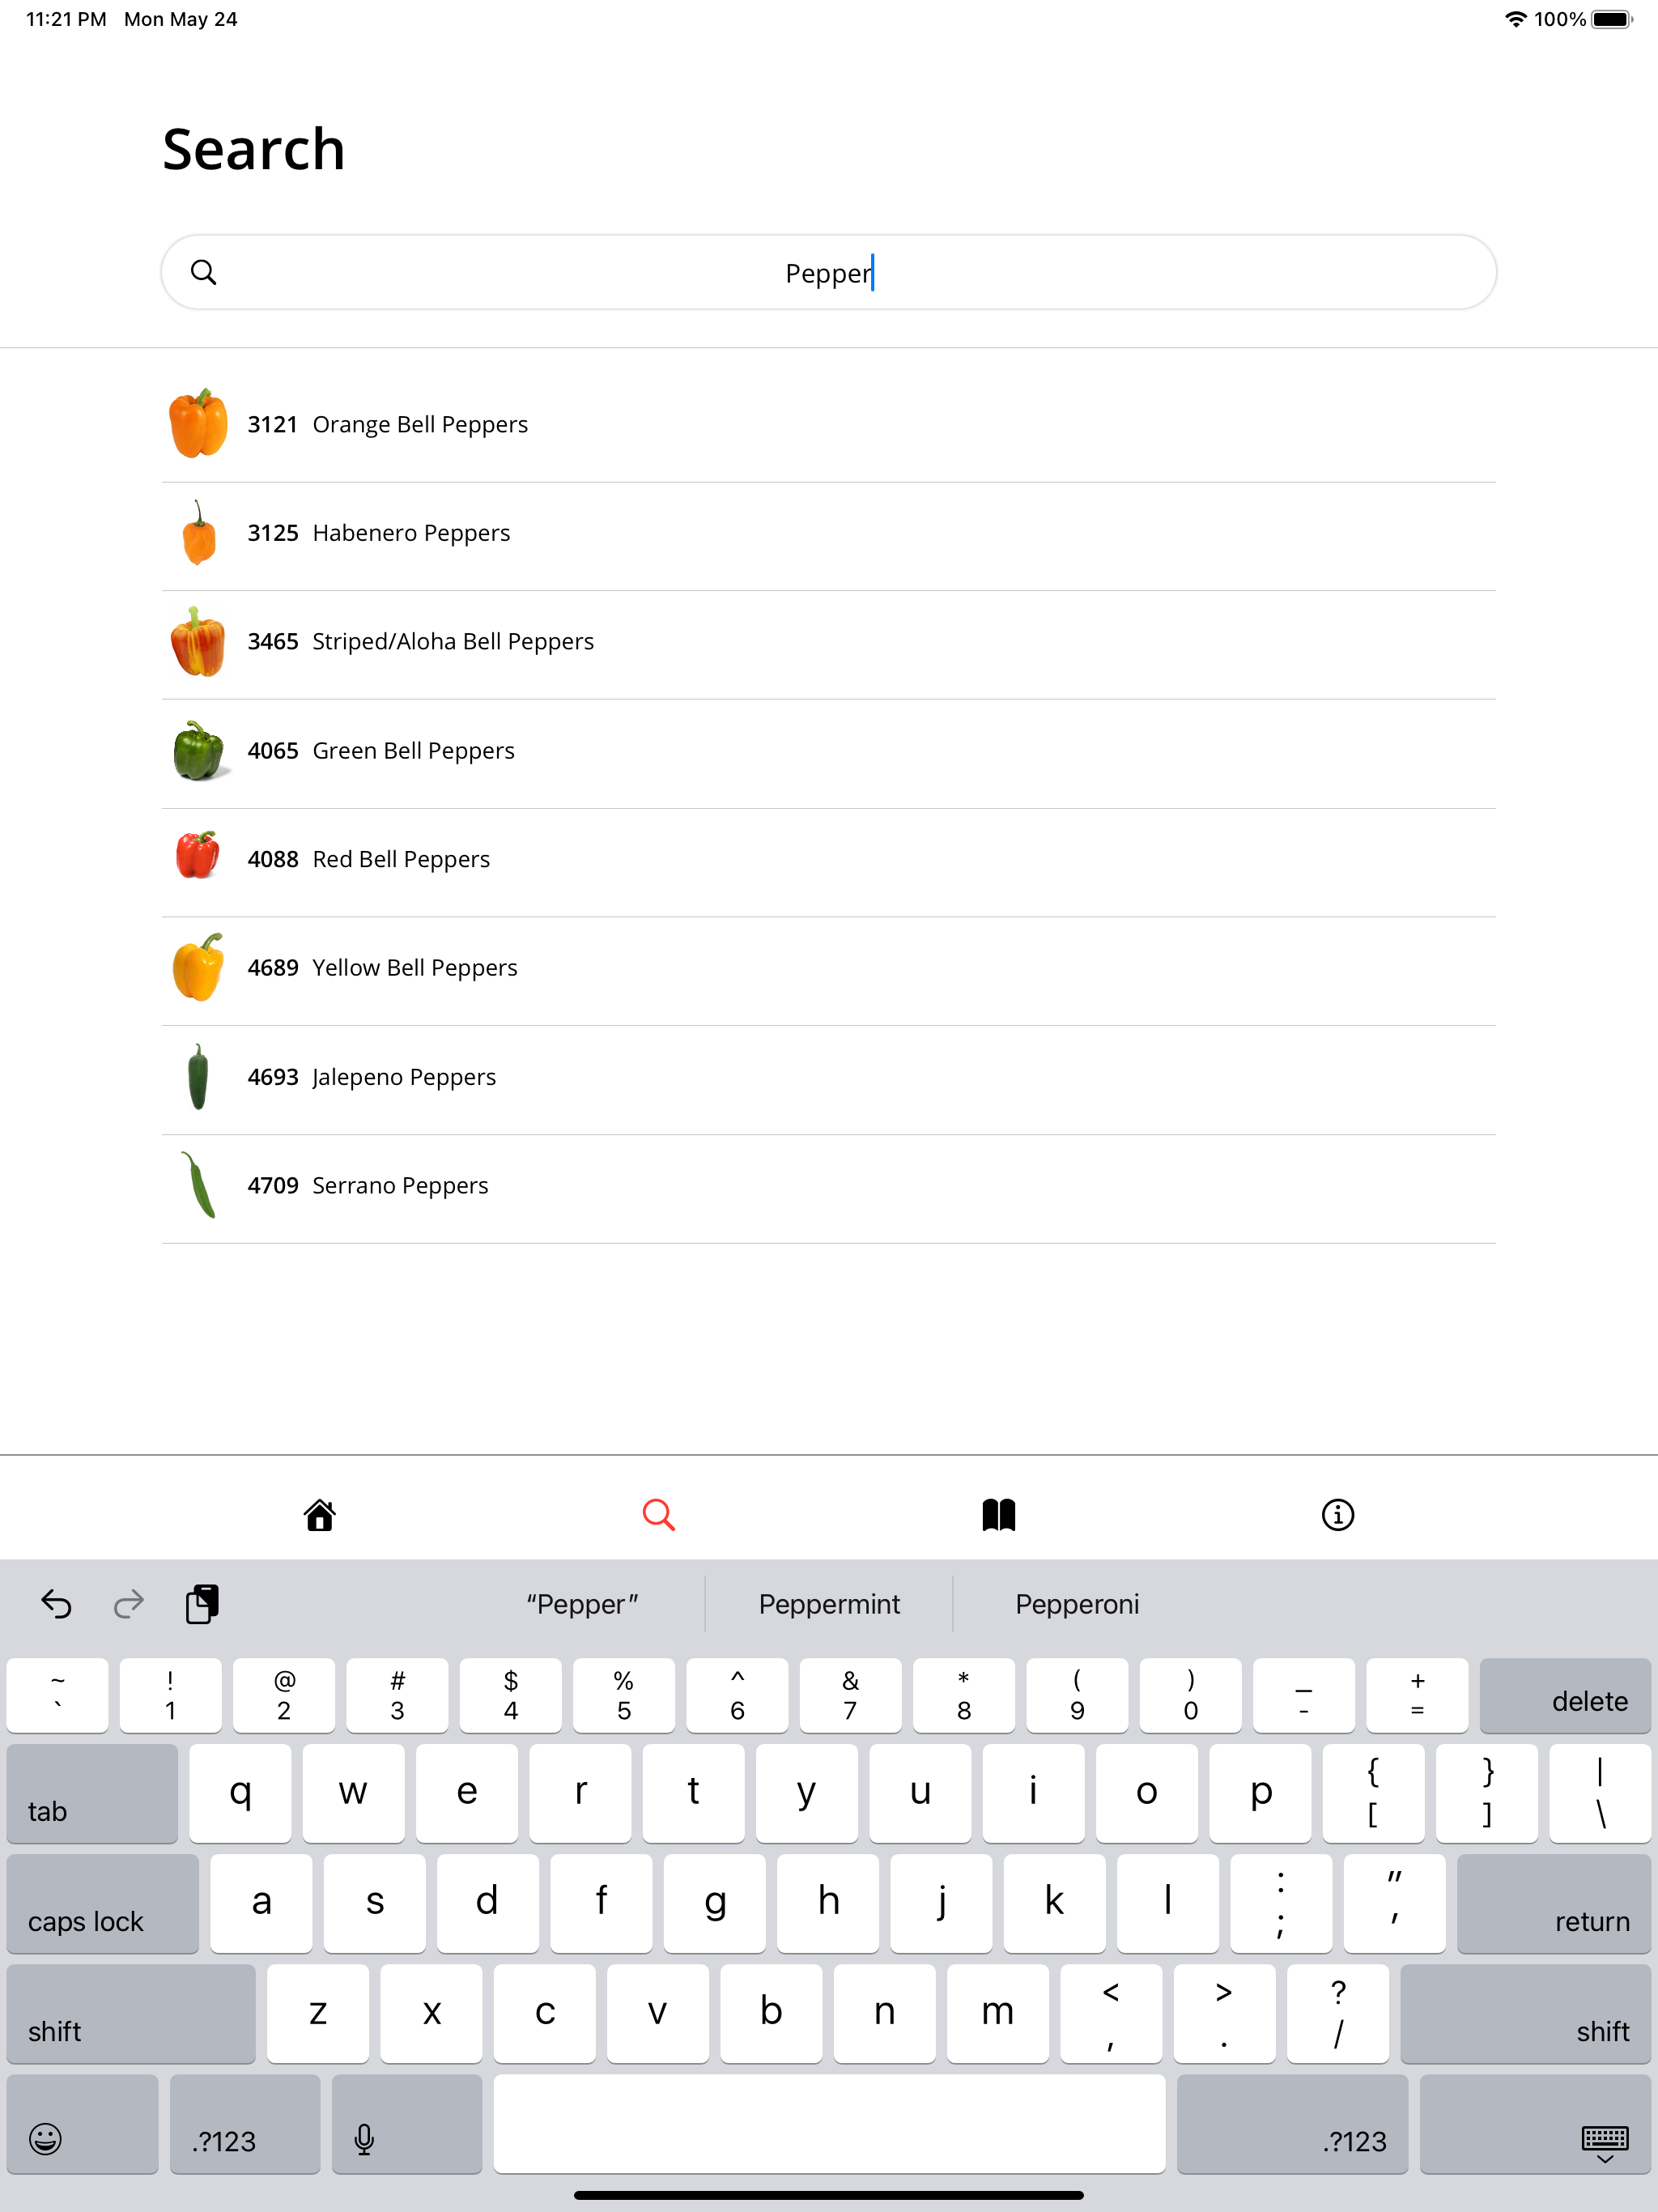 11:21 PM Mon May 24 100%
Search
Pepper
3121 Orange Bell Peppers
3125 Habenero Peppers
3465 Striped/Aloha Bell Peppers
4065 Green Bell Peppers
4088 Red Bell Peppers
4689 Yellow Bell Peppers
4693 Jalepeno Peppers
4709 Serrano Peppers
“Pepper” Peppermint Pepperoni
~ ! @ # $ % ^ & * ( ) _ +
` 1 2 3 4 5 6 7 8 9 0 - = delete
tab q w e r t y u i o p { [ } ] | \
caps lock a s d f g h j k l : ; " ' return
shift z x c v b n m < , > . ? / shift
.?123 .?123